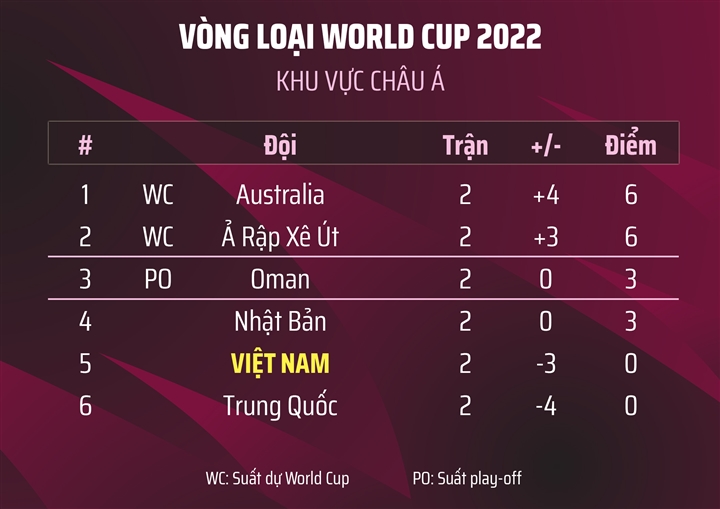 VÒNG LOẠI WORLD CUP 2022
KHU VỰC CHÂU Á
# Đội Trận +/- Điểm
1 WC Australia 2 +4 6
2 WC Ả Rập Xê Út 2 +3 6
3 PO Oman 2 0 3
4 Nhật Bản 2 0 3
5 VIỆT NAM 2 -3 0
6 Trung Quốc 2 -4 0
WC: Suất dự World Cup PO: Suất play-off